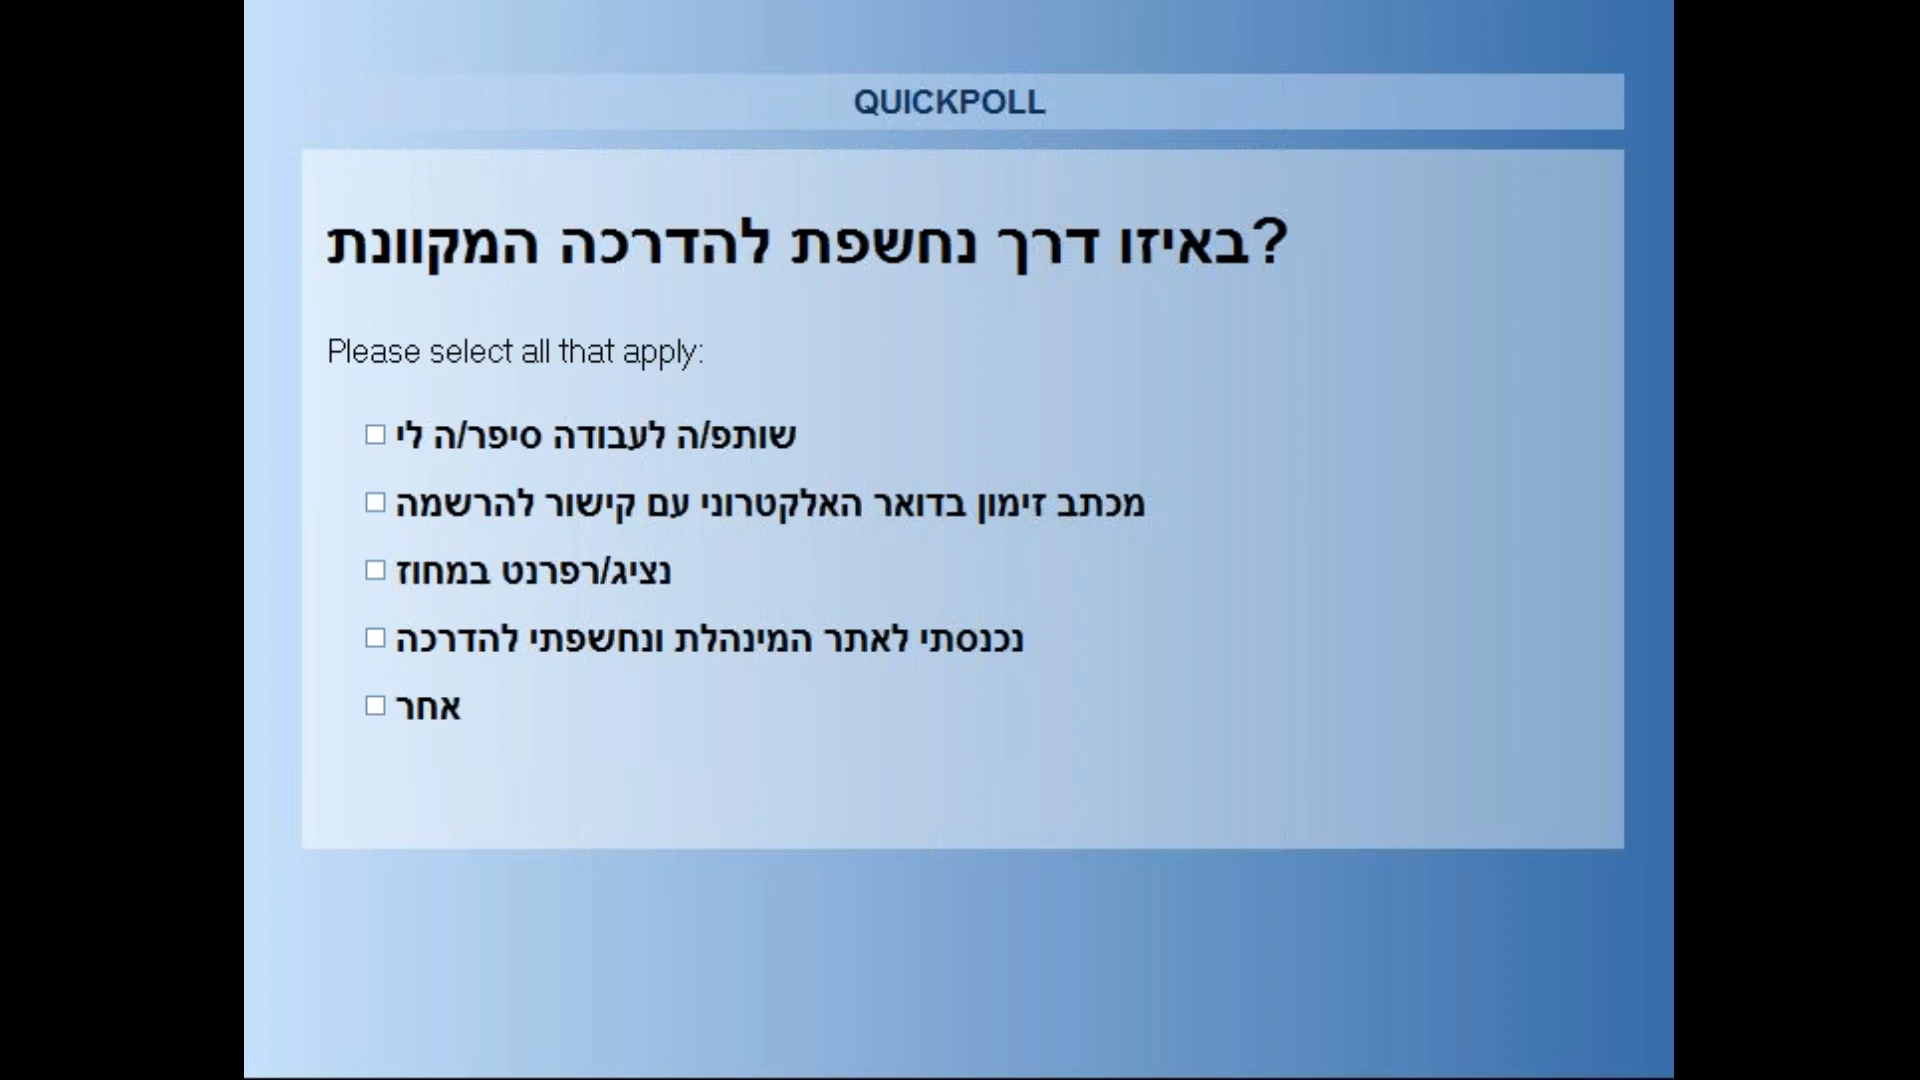 QUICKPOLL
באיזו דרך נחשפת להדרכה המקוונת?
Please select all that apply:
שותפ/ה לעבודה סיפר/ה לי
מכתב זימון בדואר האלקטרוני עם קישור להרשמה
נציג/רפרנט במחוז
נכנסתי לאתר המינהלת ונחשפתי להדרכה
אחר